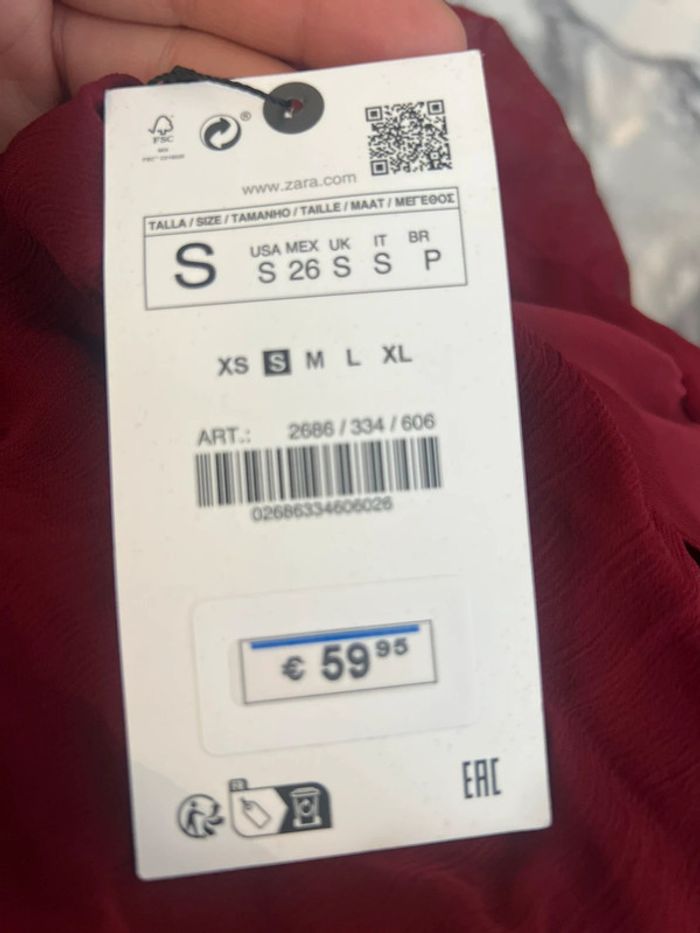 FSC
®
www.zara.com
TALLA / SIZE / TAMANHO / TAILLE / MAAT / ΜΕΓΕΘΟΣ
S
USA MEX UK IT BR
S 26 S S P
XS S M L XL
ART.: 2686 / 334 / 606
02686334606026
€ 59 95
EAC